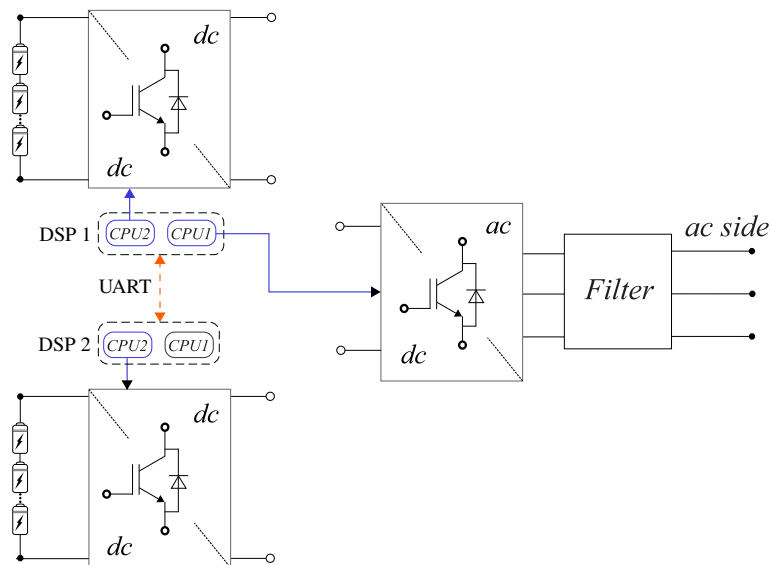 dc
dc
DSP 1
CPU2
CPU1
UART
DSP 2
CPU2
CPU1
dc
dc
ac
dc
Filter
ac side